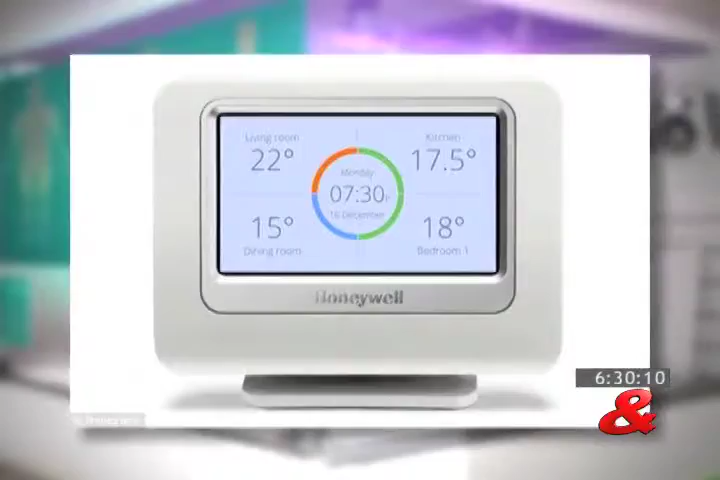 Living room
22°
Kitchen
17.5°
Monday
07:30
16 December
15°
Dining room
18°
Bedroom 1
Honeywell
6:30:10
&